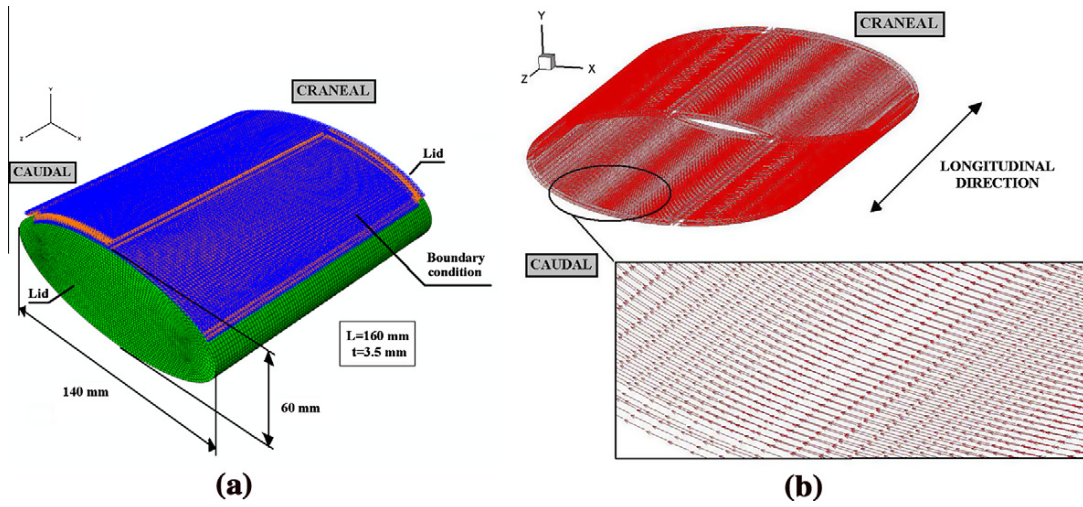 Y
Z
X
CRANEAL
CAUDAL
Lid
Boundary
condition
Lid
L=160 mm
t=3.5 mm
140 mm
60 mm
(a)
Y
X
Z
CRANEAL
LONGITUDINAL
DIRECTION
CAUDAL
(b)